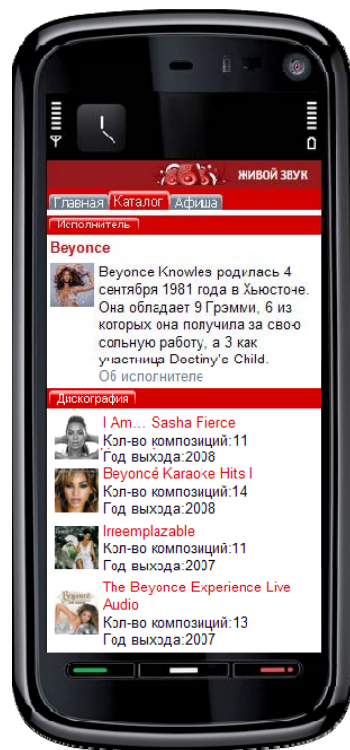 ЖИВОЙ ЗВУК
Главная Каталог Афиша
Исполнитель
Beyonce
Beyonce Knowles родилась 4
сентября 1981 года в Хьюстоне.
Она обладает 9 Грэмми, 6 из
которых она получила за свою
сольную работу, а 3 как
участница Destiny's Child.
Об испогнителе
Дискография
I Am... Sasha Fierce
Кол-во композиций:11
Год выхода:2008
Beyoncé Karaoke Hits I
Кол-во композиций:14
Год выхода:2008
Irreemplazable
Кол-во композиций:11
Год выхода:2007
The Beyonce Experience Live
Audio
Кол-во композиций:13
Год выхода:2007